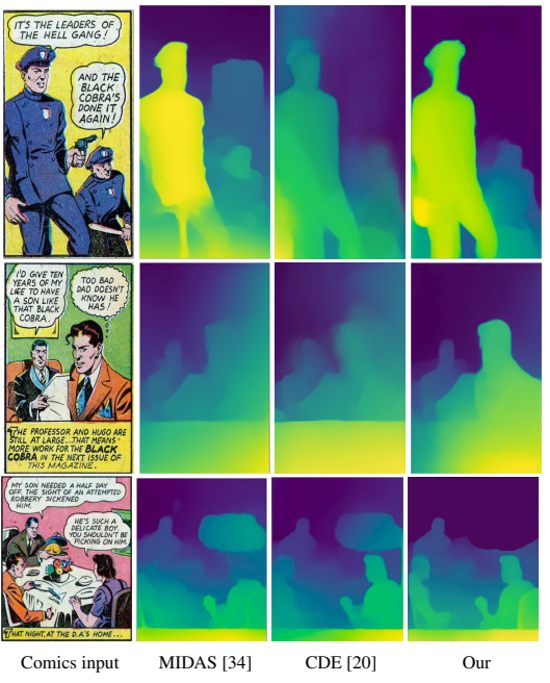 IT'S THE LEADERS OF
THE HELL GANG!
AND THE
BLACK
COBRA'S
DONE IT
AGAIN!
I'D GIVE TEN
YEARS OF MY
LIFE TO HAVE
A SON LIKE
THAT BLACK
COBRA.
TOO BAD
DAD DOESN'T
KNOW HE
HAS!
THE PROFESSOR AND HUGO ARE
STILL AT LARGE...THAT MEANS
MORE WORK FOR THE BLACK
COBRA IN THE NEXT ISSUE OF
THIS MAGAZINE.
MY SON NEEDED A HALF DAY
OFF. THE SIGHT OF AN ATTEMPTED
ROBBERY SICKENED
HIM.
HE'S SUCH A
DELICATE BOY.
YOU SHOULDN'T BE
PICKING ON HIM.
THAT NIGHT, AT THE D.A'S HOME...
Comics input
MIDAS [34]
CDE [20]
Our